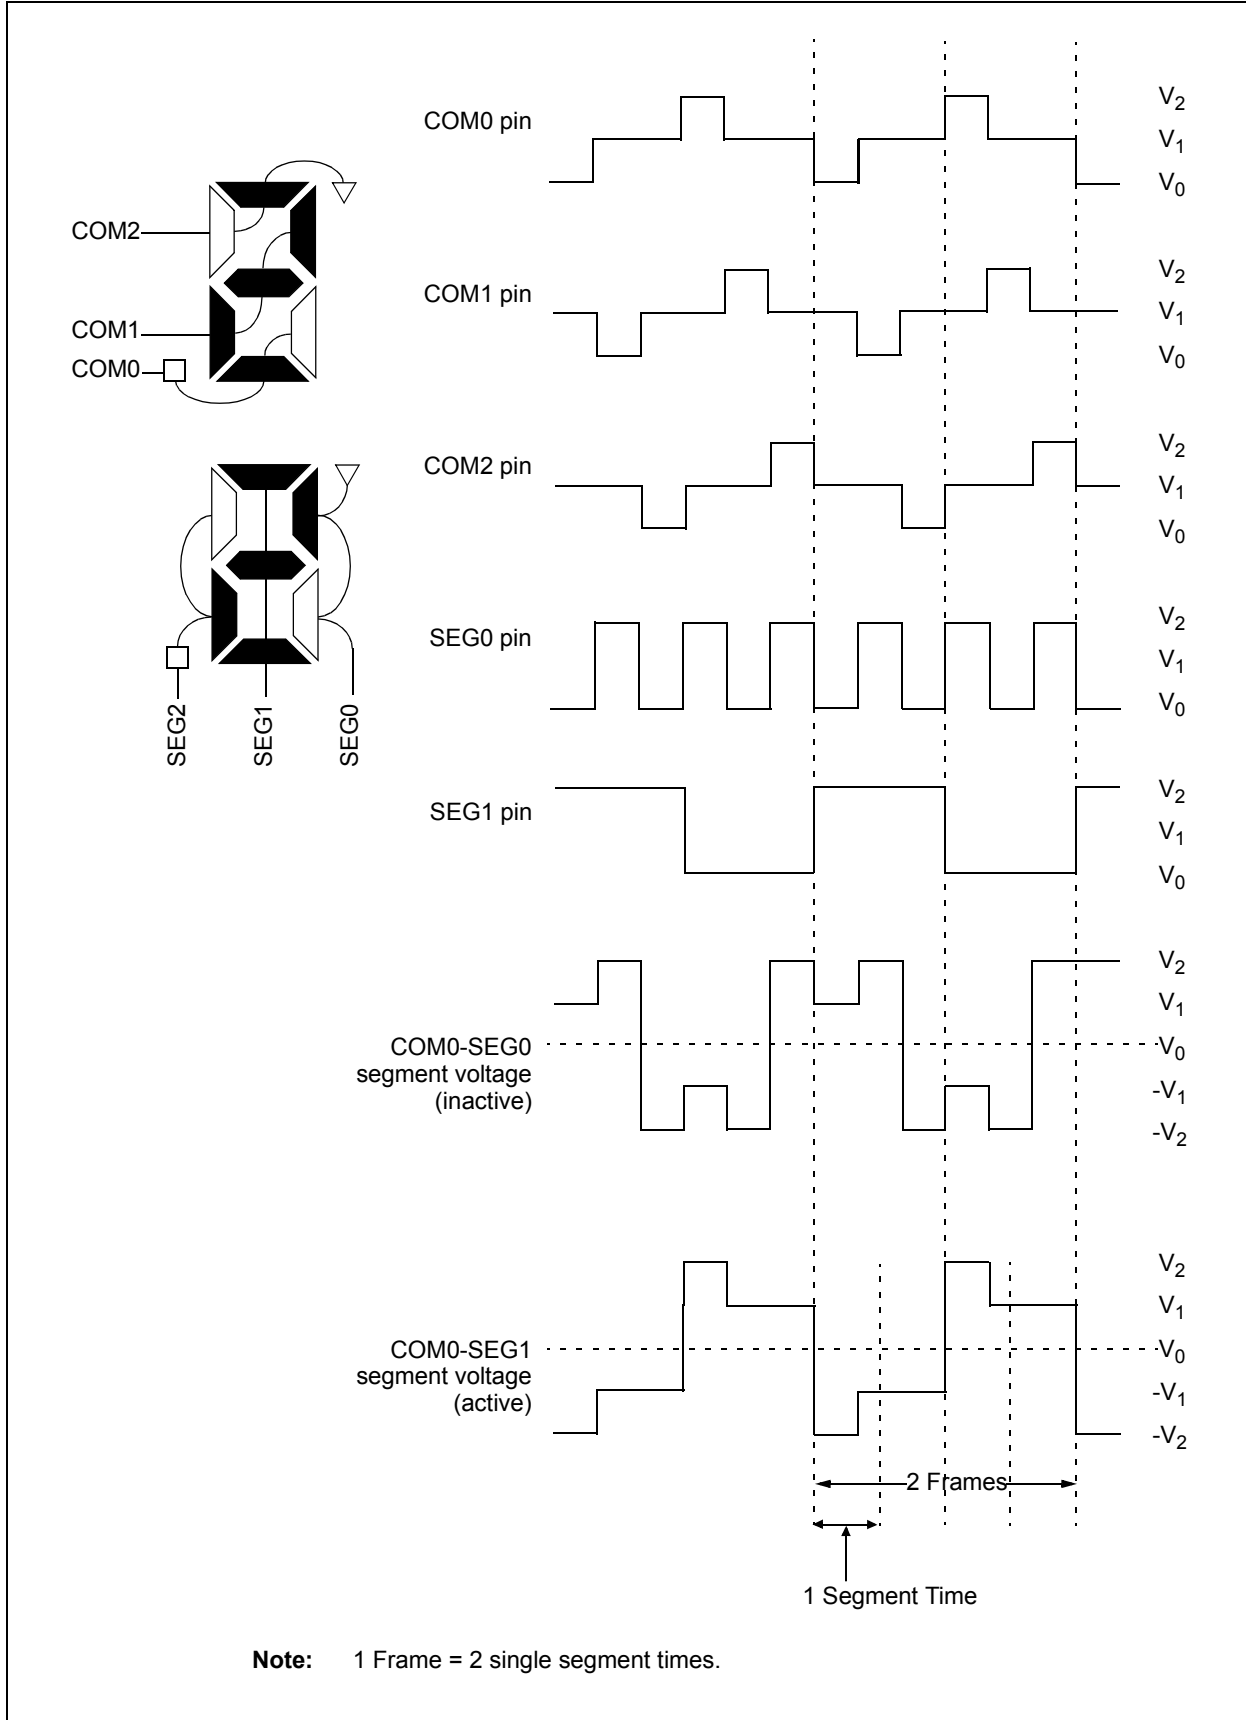 COM0 pin
V2
V1
V0
COM2
COM1
COM0
COM1 pin
V2
V1
V0
COM2 pin
V2
V1
V0
SEG2
SEG1
SEG0
SEG0 pin
V2
V1
V0
SEG1 pin
V2
V1
V0
COM0-SEG0
segment voltage
(inactive)
V2
V1
V0
-V1
-V2
COM0-SEG1
segment voltage
(active)
V2
V1
V0
-V1
-V2
2 Frames
1 Segment Time
Note: 1 Frame = 2 single segment times.